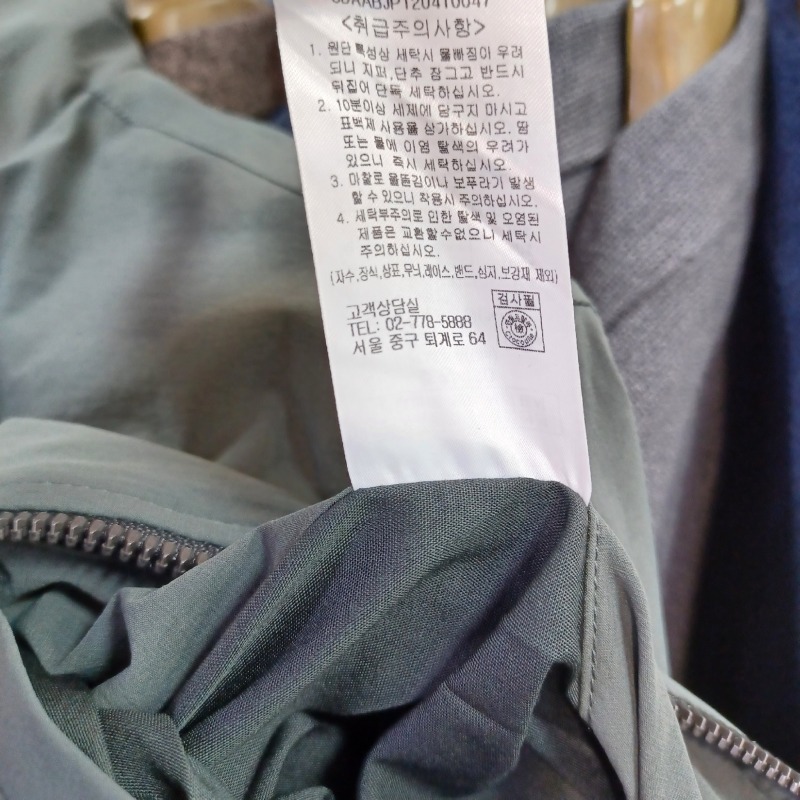 <취급주의사항>
1. 원단 특성상 세탁시 물빠짐이 우려
되니 지퍼,단추 잠그고 반드시
뒤집어 단독 세탁하십시오.
2. 10분이상 세제에 담구지 마시고
표백제 사용을 삼가하십시오. 땀
또는 물에 이염 탈색의 우려가
있으니 즉시 세탁하십시오.
3. 마찰로 올뜯김이나 보푸라기 발생
할 수 있으니 착용시 주의하십시오.
4. 세탁부주의로 인한 탈색 및 오염된
제품은 교환할수없으니 세탁시
주의하십시오.
(자수,장식,상표,무늬,레이스,밴드,심지,보강재 제외)
고객상담실
TEL: 02-778-5888
서울 중구 퇴계로 64
검사필